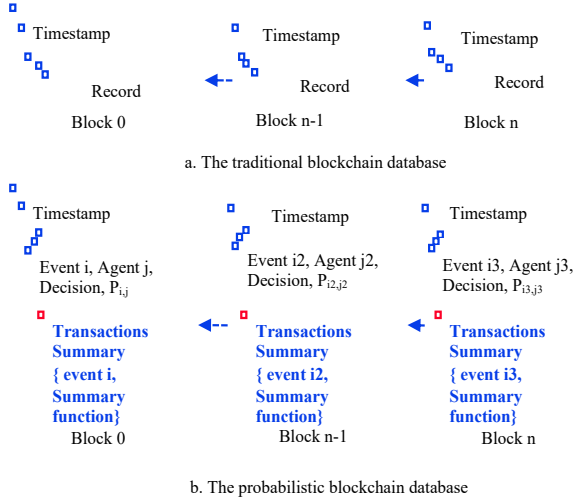 Timestamp
Record
Block 0
Timestamp
Record
Block n-1
Timestamp
Record
Block n
a. The traditional blockchain database
Timestamp
Event i, Agent j,
Decision, Pi,j
Transactions
Summary
{ event i,
Summary
function}
Block 0
Timestamp
Event i2, Agent j2,
Decision, Pi2,j2
Transactions
Summary
{ event i2,
Summary
function}
Block n-1
Timestamp
Event i3, Agent j3,
Decision, Pi3,j3
Transactions
Summary
{ event i3,
Summary
function}
Block n
b. The probabilistic blockchain database